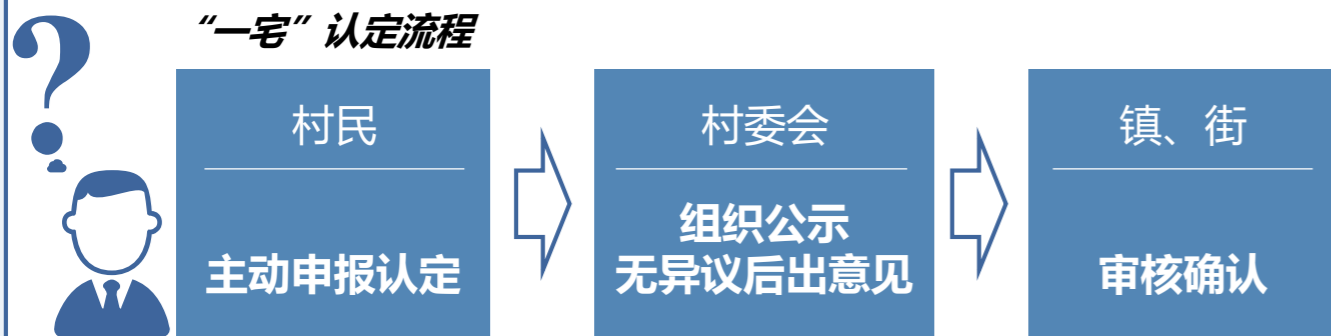 “一宅”认定流程
村民
主动申报认定
村委会
组织公示
无异议后出意见
镇、街
审核确认